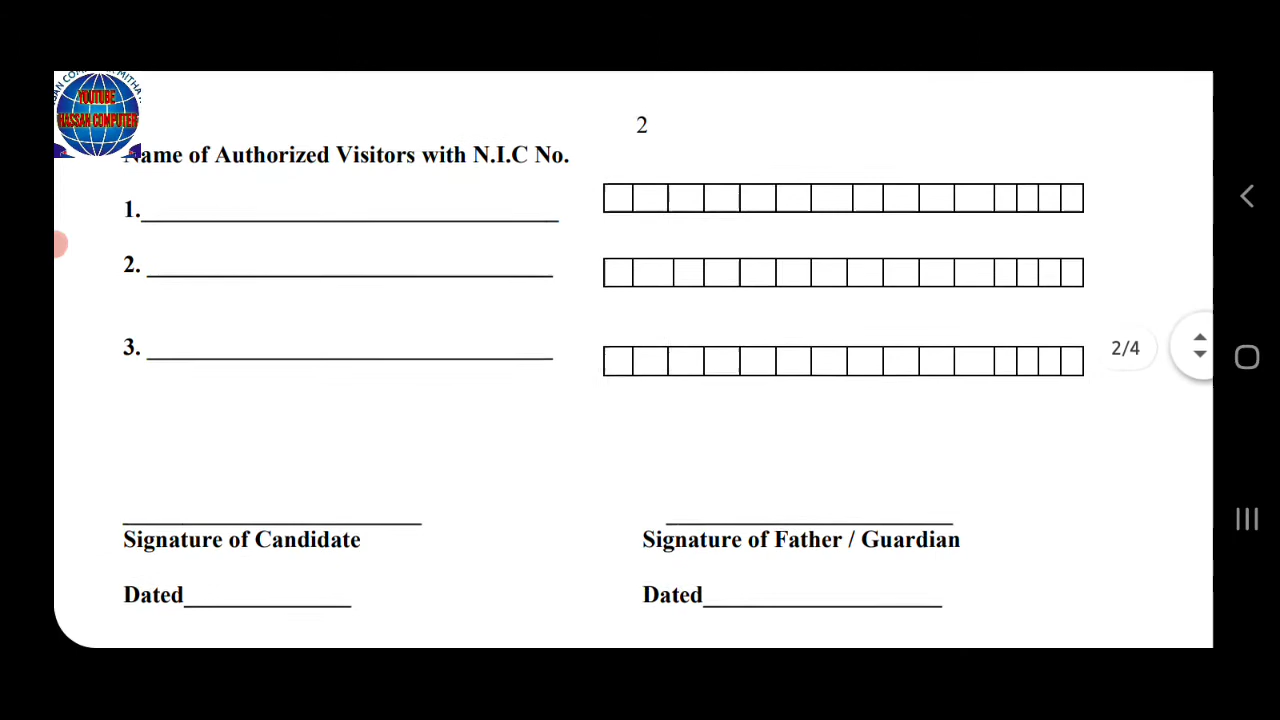 YOUTUBE
HASSAN COMPUTER
2
Name of Authorized Visitors with N.I.C No.
1.
2.
3.
2/4
Signature of Candidate
Signature of Father / Guardian
Dated
Dated